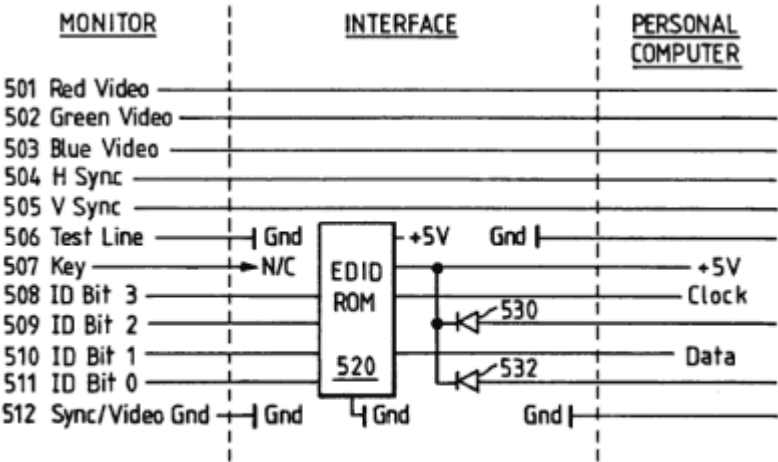 MONITOR INTERFACE PERSONAL
COMPUTER
501 Red Video
502 Green Video
503 Blue Video
504 H Sync
505 V Sync
506 Test Line Gnd +5V Gnd
507 Key N/C EDID +5V
508 ID Bit 3 ROM Clock
509 ID Bit 2 530
510 ID Bit 1 520 532 Data
511 ID Bit 0
512 Sync/Video Gnd Gnd Gnd Gnd